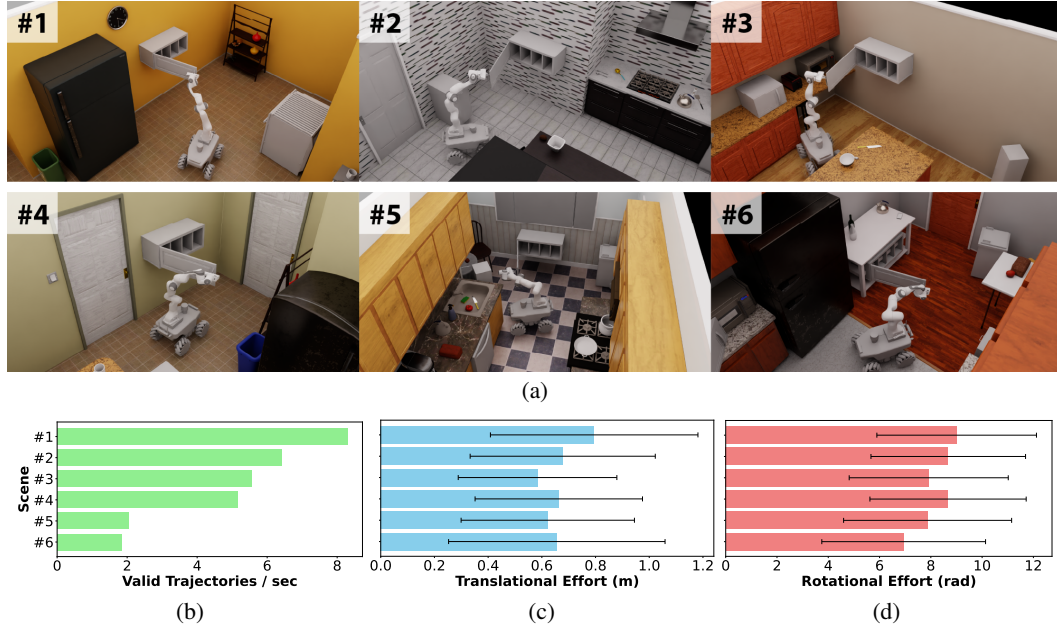 #1
#2
#3
#4
#5
#6
(a)
Scene
#1
#2
#3
#4
#5
#6
0 2 4 6 8
Valid Trajectories / sec
(b)
0.0 0.2 0.4 0.6 0.8 1.0 1.2
Translational Effort (m)
(c)
0 2 4 6 8 10 12
Rotational Effort (rad)
(d)